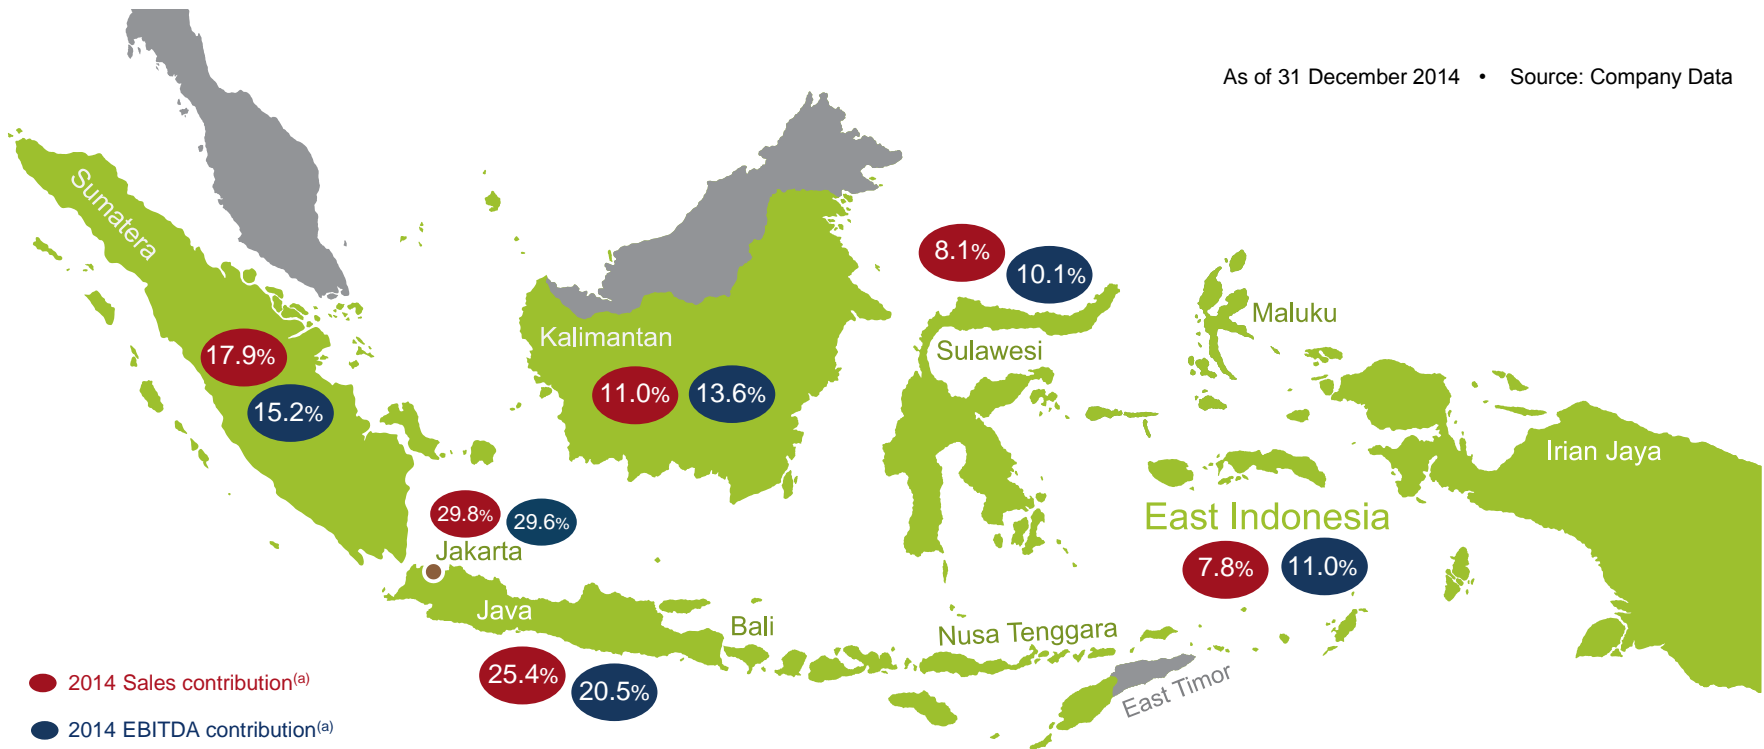 As of 31 December 2014 • Source: Company Data
Sumatera
17.9%
15.2%
Kalimantan
11.0% 13.6%
8.1%
10.1%
Sulawesi
Maluku
Irian Jaya
East Indonesia
7.8% 11.0%
29.8% 29.6%
Jakarta
Java
25.4% 20.5%
Bali
Nusa Tenggara
East Timor
2014 Sales contribution(a)
2014 EBITDA contribution(a)